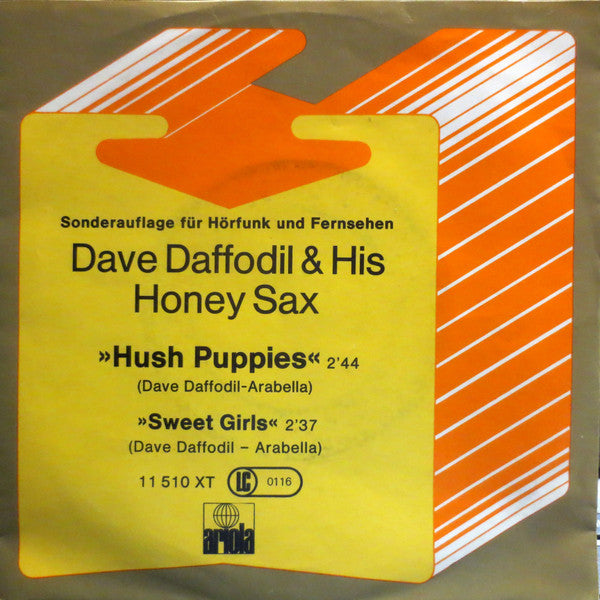 Sonderauflage für Hörfunk und Fernsehen
Dave Daffodil & His
Honey Sax
»Hush Puppies« 2'44
(Dave Daffodil-Arabella)
»Sweet Girls« 2'37
(Dave Daffodil – Arabella)
11 510 XT LC 0116
ariola